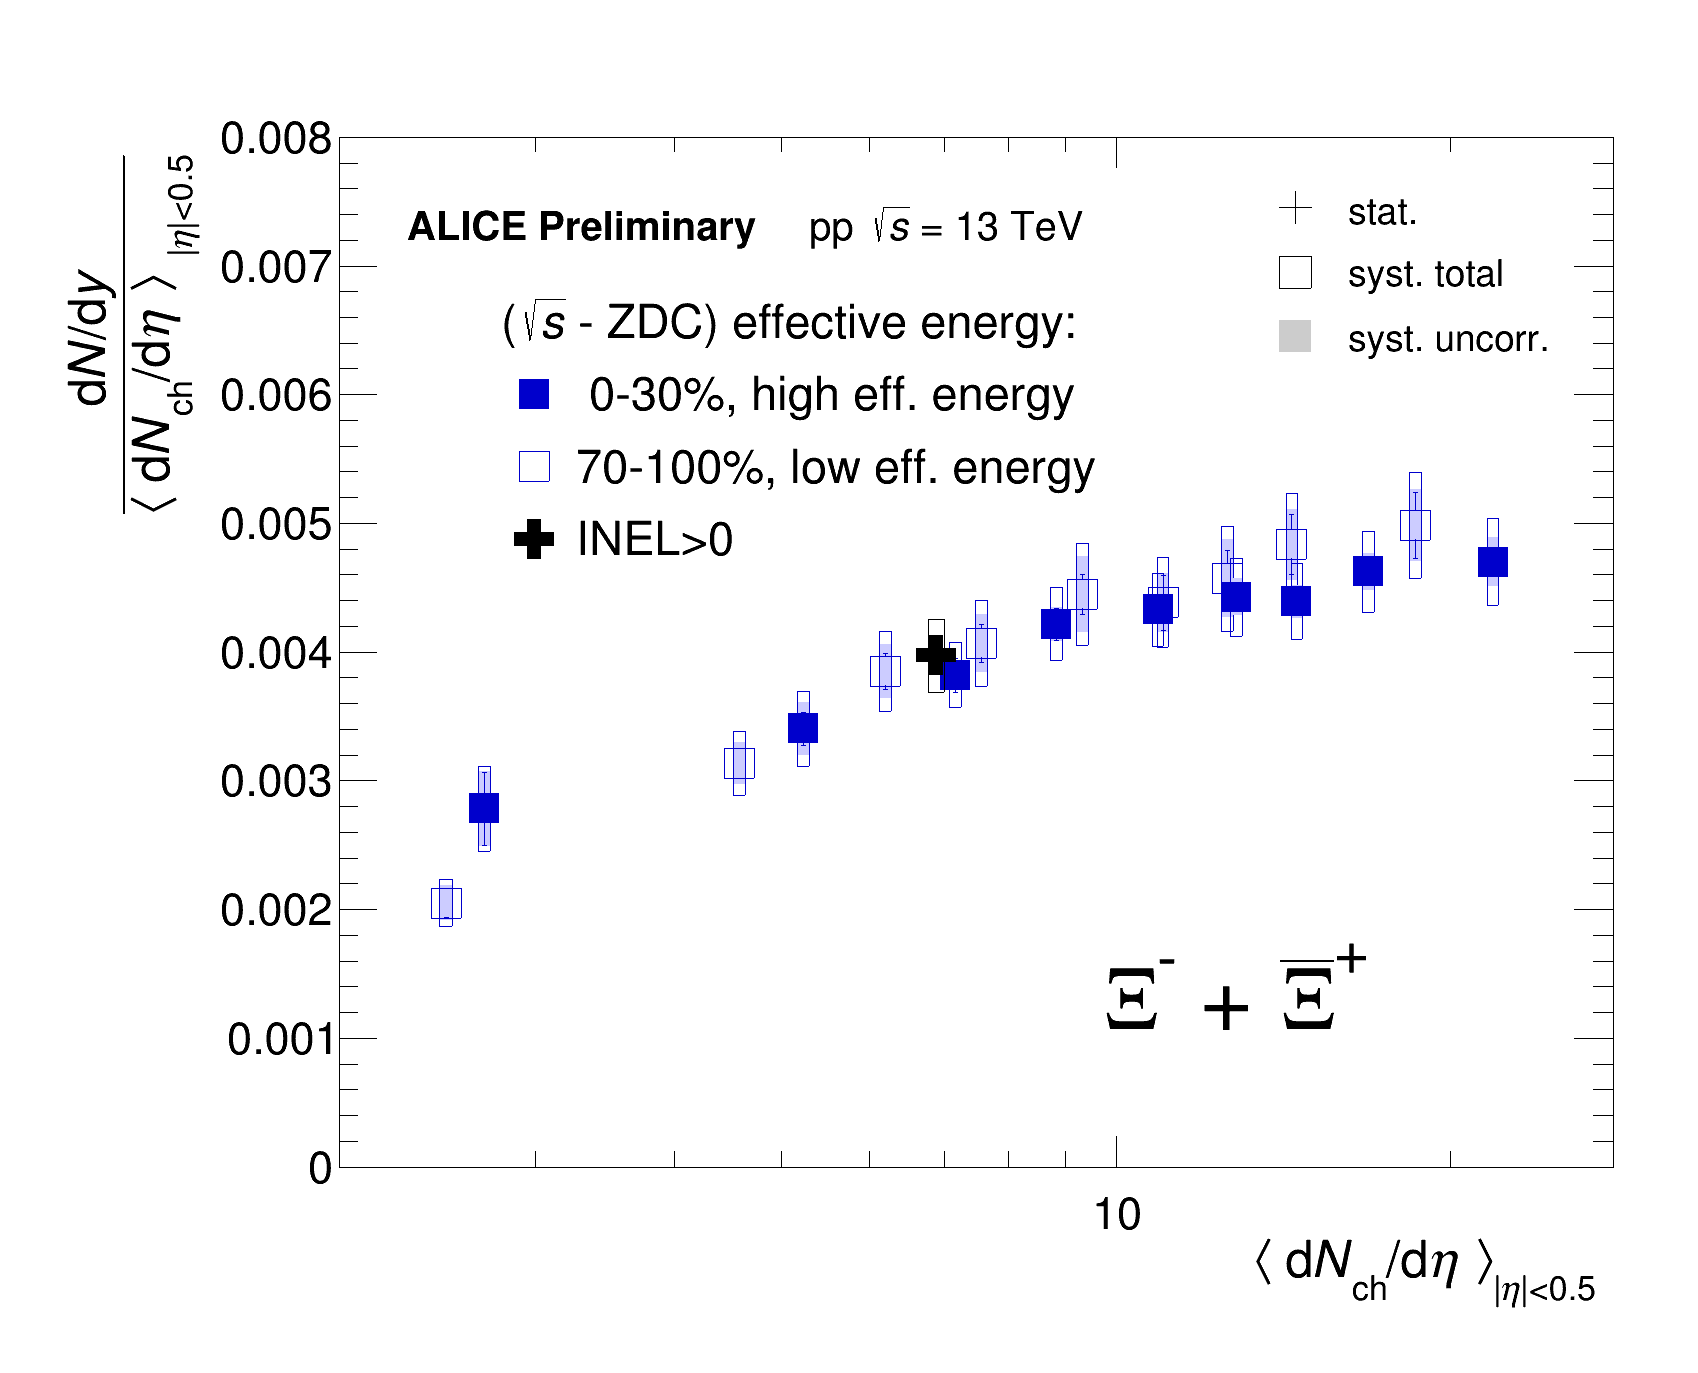 dN/dy
⟨ dN_ch/dη ⟩_|η|<0.5
0.008
0.007
0.006
0.005
0.004
0.003
0.002
0.001
0
ALICE Preliminary pp √s = 13 TeV
(√s - ZDC) effective energy:
0-30%, high eff. energy
70-100%, low eff. energy
INEL>0
stat.
syst. total
syst. uncorr.
Ξ⁻ + Ξ̅⁺
10
⟨ dN_ch/dη ⟩_|η|<0.5